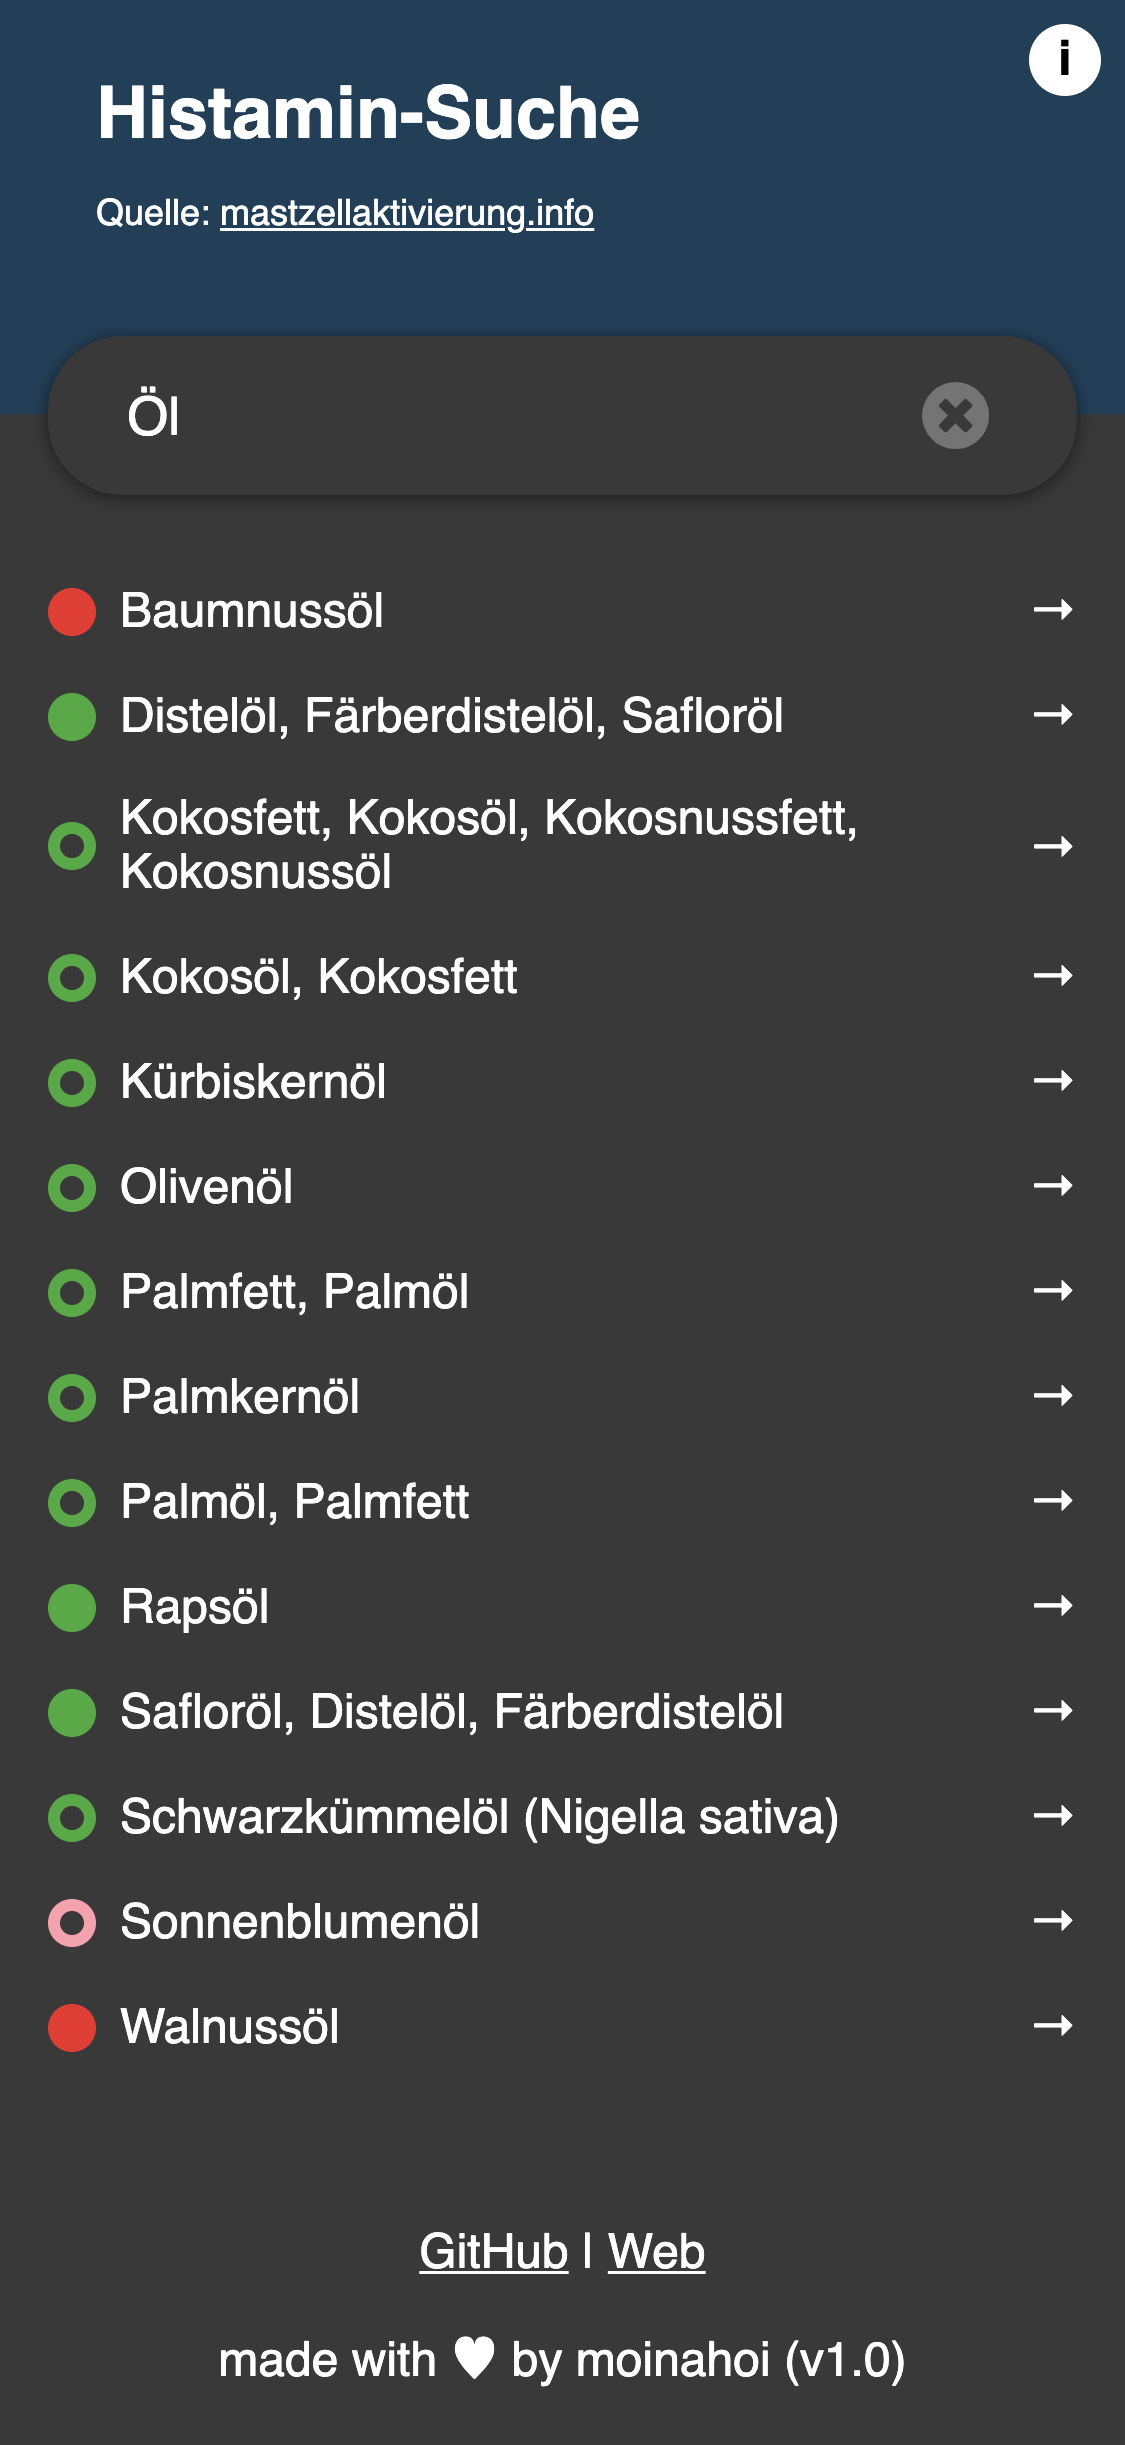 i
Histamin-Suche
Quelle: mastzellaktivierung.info
Öl
Baumnussöl →
Distelöl, Färberdistelöl, Safloröl →
Kokosfett, Kokosöl, Kokosnussfett,
Kokosnussöl →
Kokosöl, Kokosfett →
Kürbiskernöl →
Olivenöl →
Palmfett, Palmöl →
Palmkernöl →
Palmöl, Palmfett →
Rapsöl →
Safloröl, Distelöl, Färberdistelöl →
Schwarzkümmelöl (Nigella sativa) →
Sonnenblumenöl →
Walnussöl →
GitHub | Web
made with ♥ by moinahoi (v1.0)